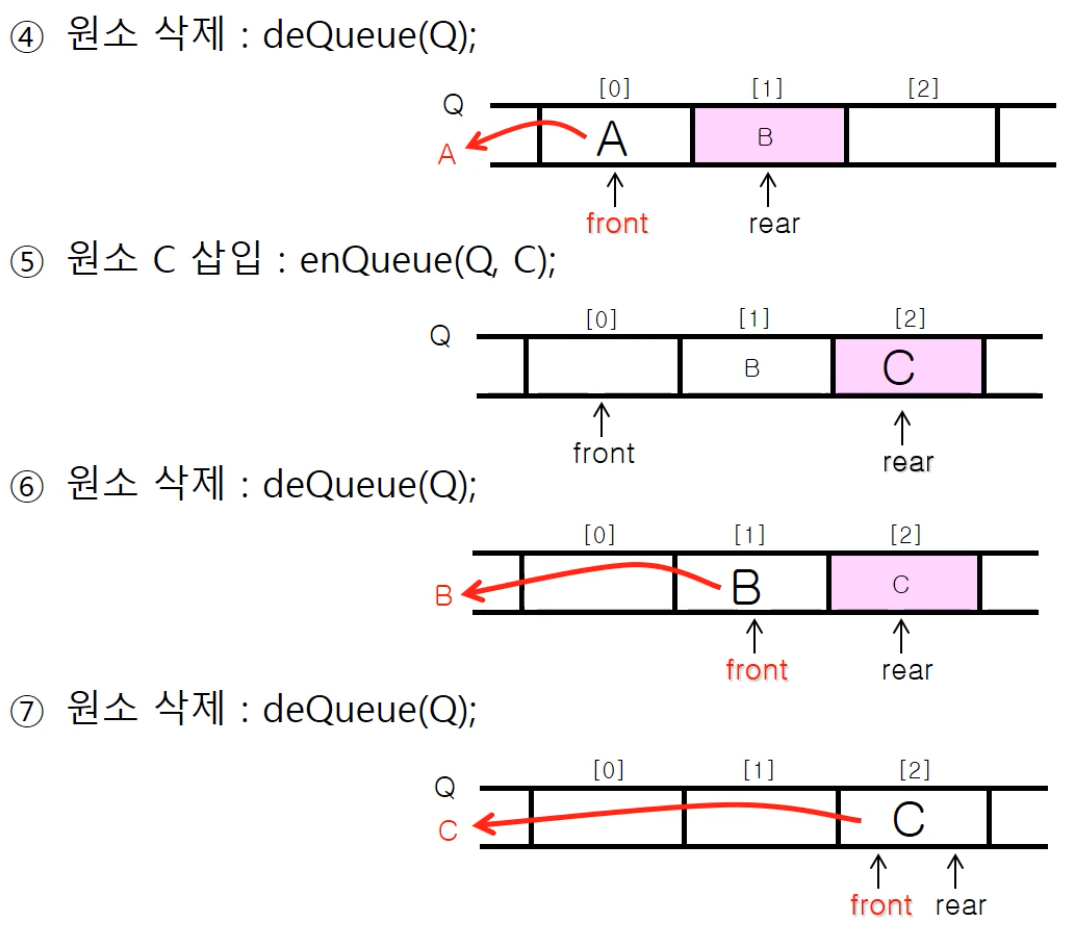 ④ 원소 삭제 : deQueue(Q);
[0] [1] [2]
Q
A B
A
front rear
⑤ 원소 C 삽입 : enQueue(Q, C);
[0] [1] [2]
Q
B C
front rear
⑥ 원소 삭제 : deQueue(Q);
[0] [1] [2]
B B C
front rear
⑦ 원소 삭제 : deQueue(Q);
[0] [1] [2]
Q
C C
front rear